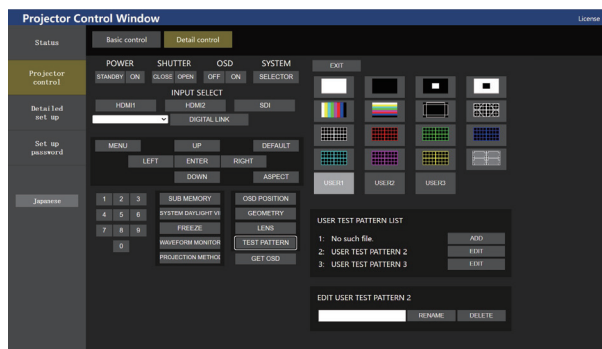 Projector Control Window
License
Status
Projector
control
Detailed
set up
Set up
password
Japanese
Basic control
Detail control
POWER
SHUTTER
OSD
SYSTEM
STANDBY
ON
CLOSE
OPEN
OFF
ON
SELECTOR
INPUT SELECT
HDMI1
HDMI2
SDI
DIGITAL LINK
MENU
UP
DEFAULT
LEFT
ENTER
RIGHT
DOWN
ASPECT
1 2 3
4 5 6
7 8 9
0
SUB MEMORY
SYSTEM DAYLIGHT VI
FREEZE
WAVEFORM MONITOR
PROJECTION METHOD
OSD POSITION
GEOMETRY
LENS
TEST PATTERN
GET OSD
EXIT
USER1
USER2
USER3
USER TEST PATTERN LIST
1: No such file.
ADD
2: USER TEST PATTERN 2
EDIT
3: USER TEST PATTERN 3
EDIT
EDIT USER TEST PATTERN 2
RENAME
DELETE